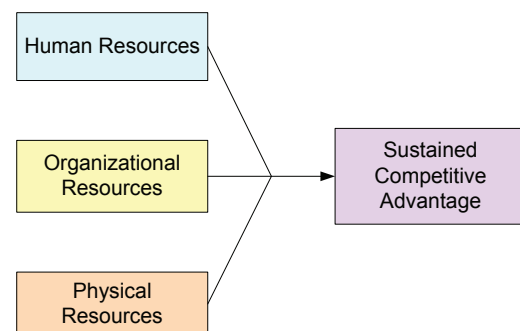 Human Resources
Organizational
Resources
Physical
Resources
Sustained
Competitive
Advantage